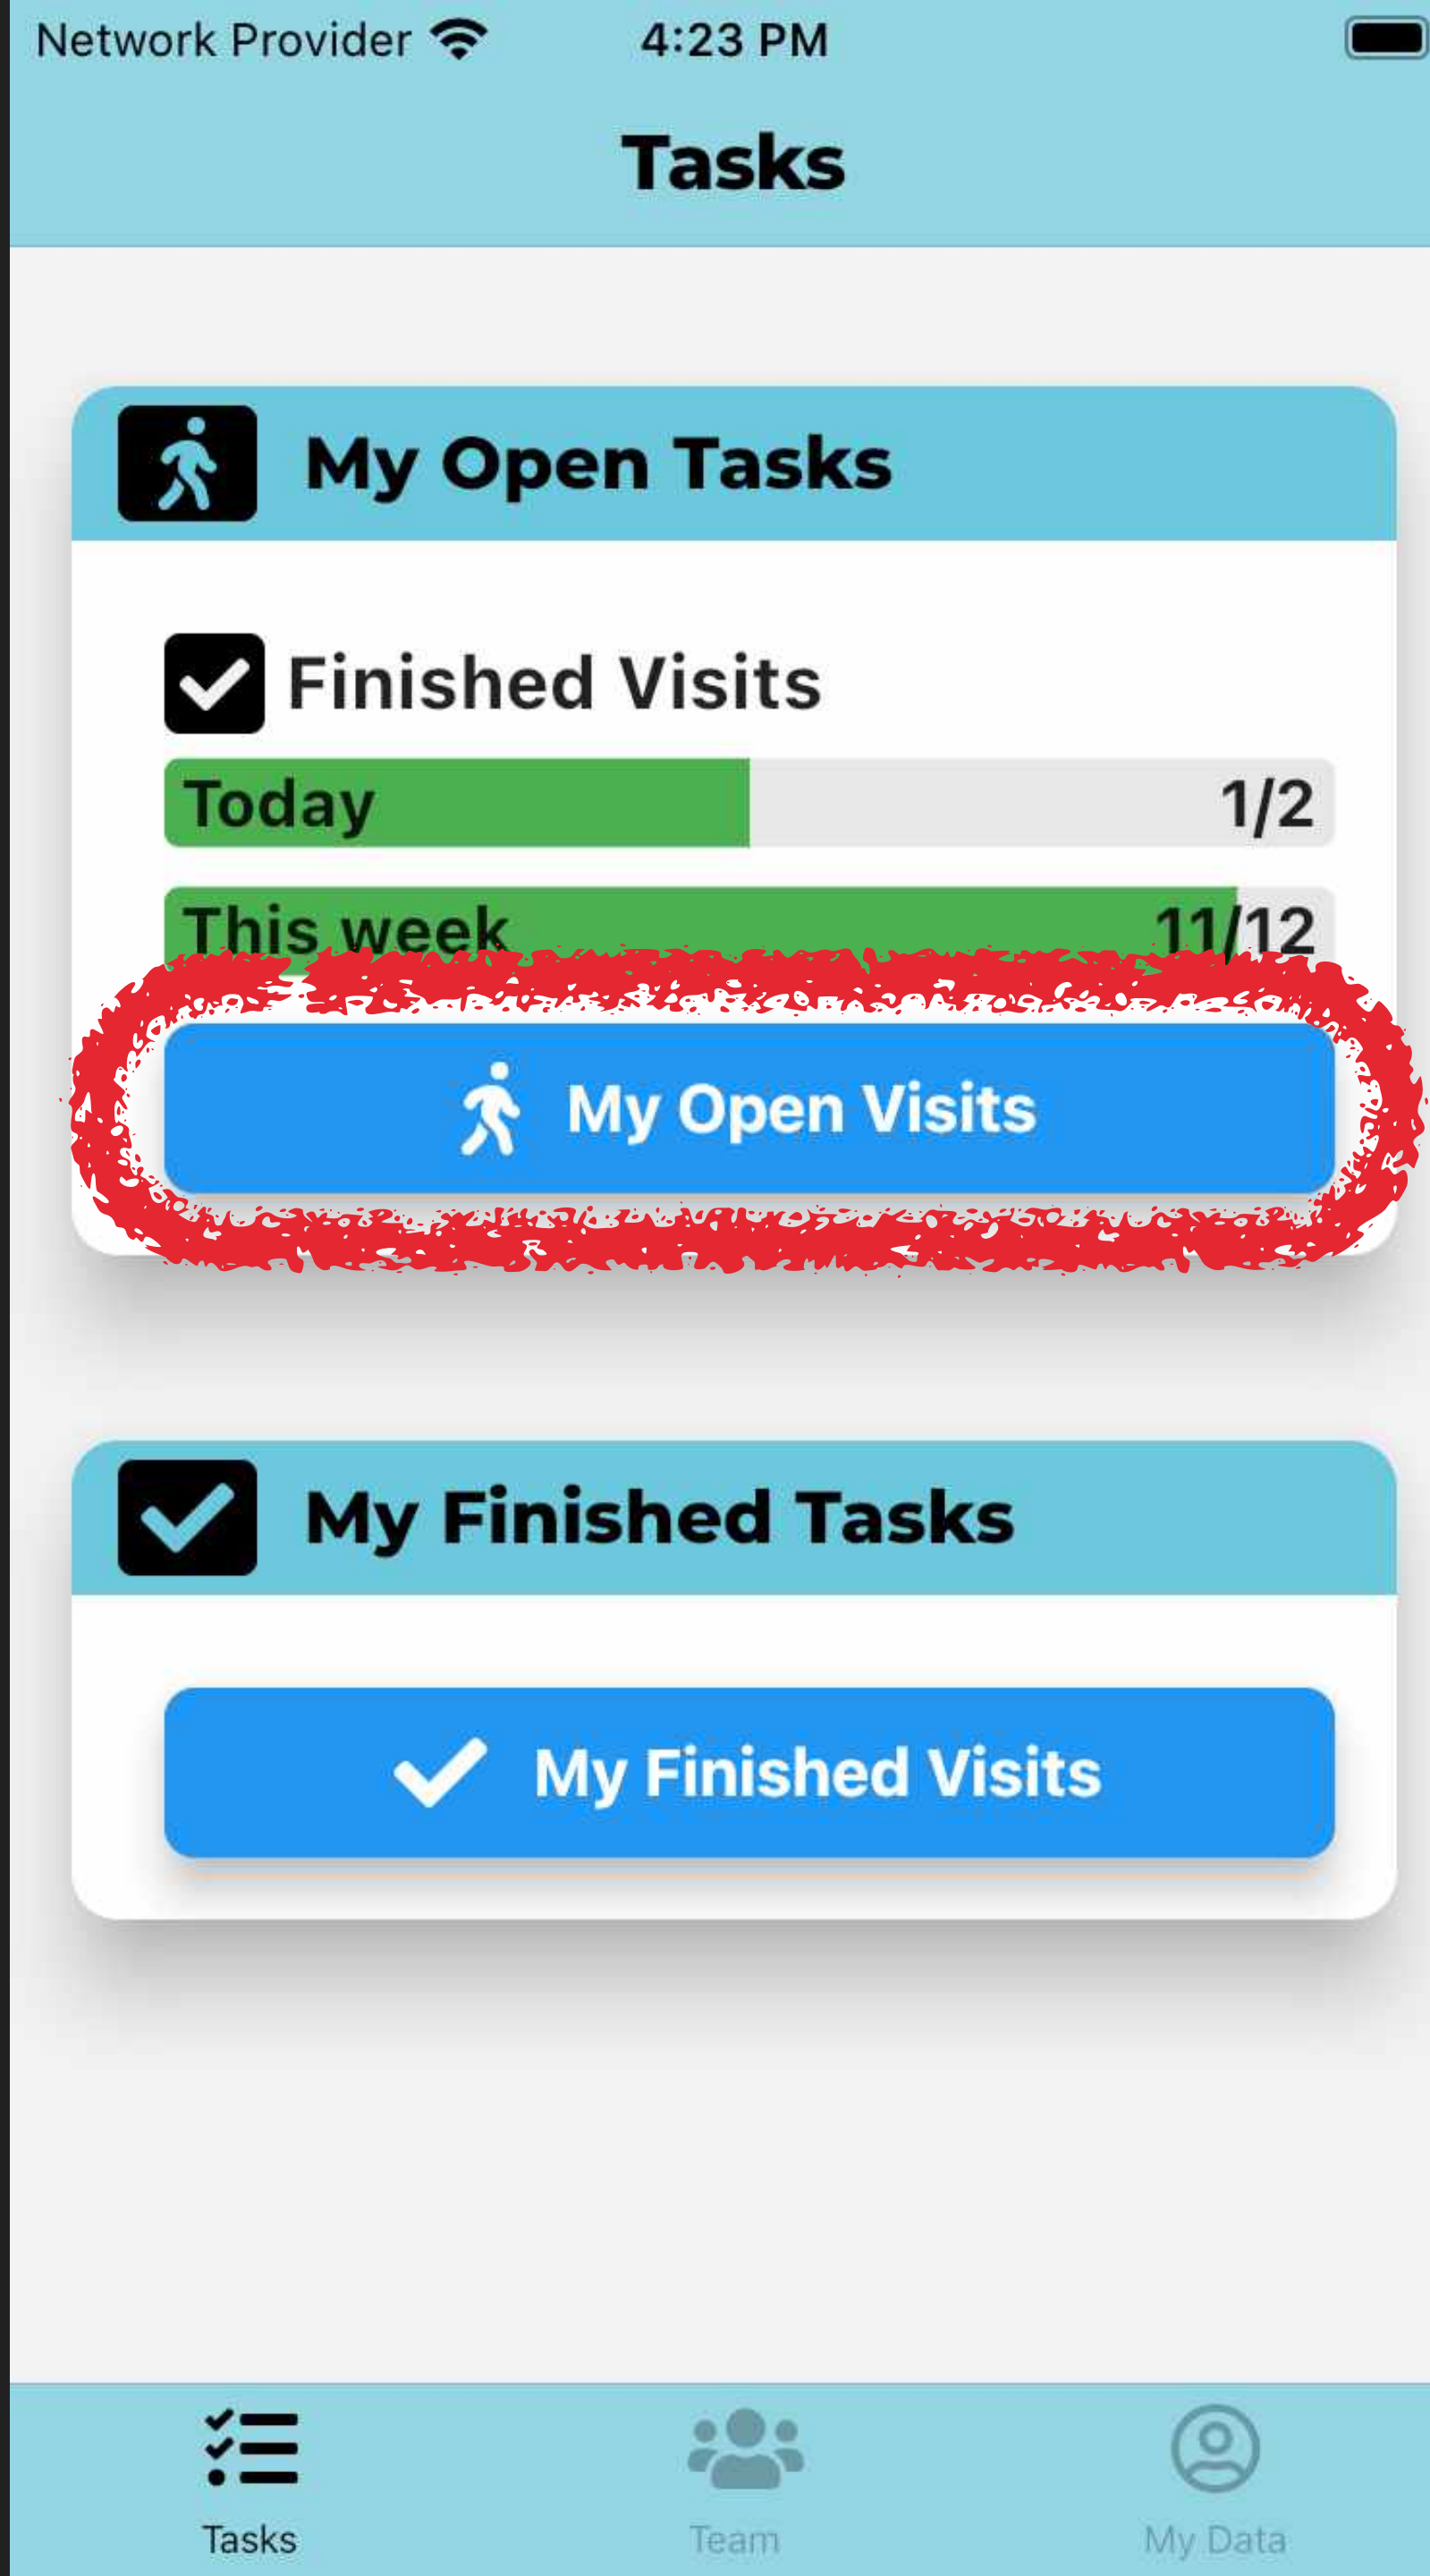 Network Provider 4:23 PM
Tasks
My Open Tasks
Finished Visits
Today 1/2
This week 11/12
My Open Visits
My Finished Tasks
My Finished Visits
Tasks Team My Data